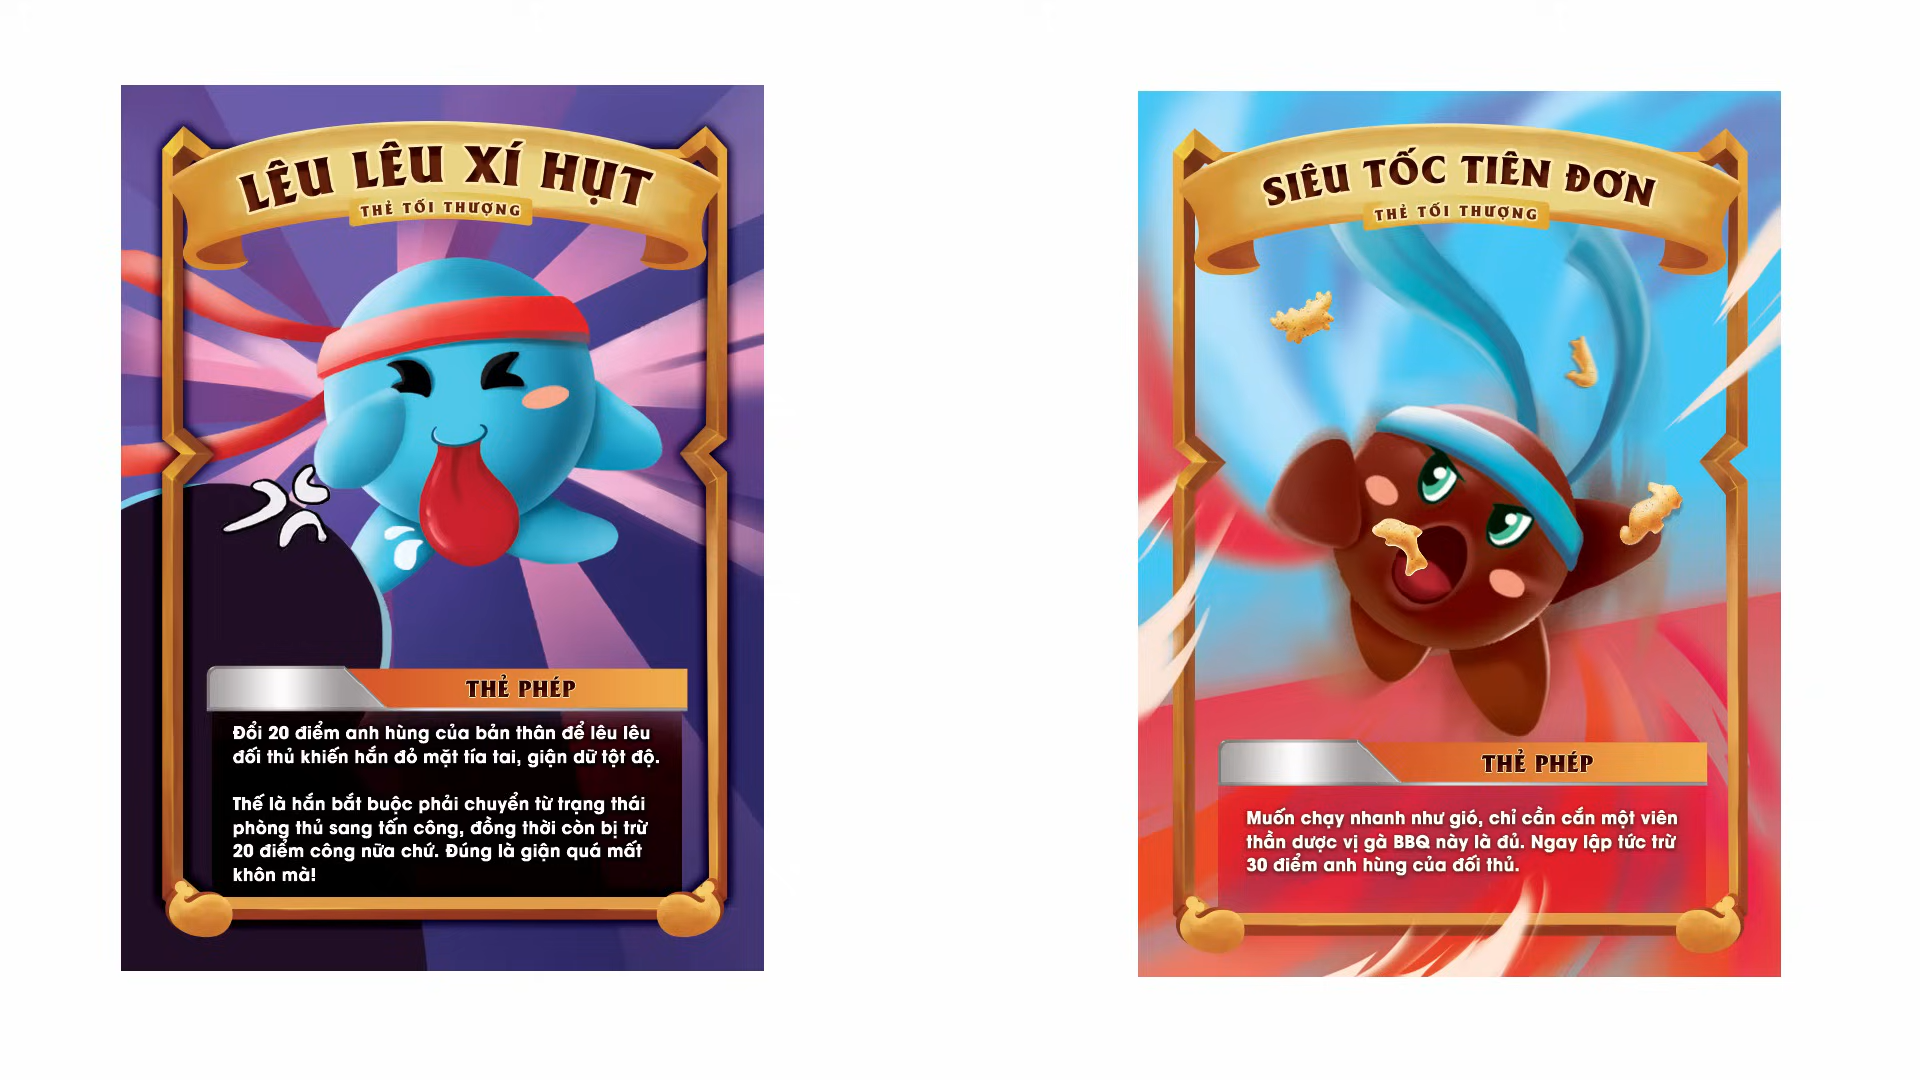 LÊU LÊU XÍ HỤT
THẺ TỐI THƯỢNG
THẺ PHÉP
Đổi 20 điểm anh hùng của bản thân để lêu lêu
đối thủ khiến hắn đỏ mặt tía tai, giận dữ tột độ.
Thế là hắn bắt buộc phải chuyển từ trạng thái
phòng thủ sang tấn công, đồng thời còn bị trừ
20 điểm công nữa chứ. Đúng là giận quá mất
khôn mà!
SIÊU TỐC TIÊN ĐƠN
THẺ TỐI THƯỢNG
THẺ PHÉP
Muốn chạy nhanh như gió, chỉ cần cắn một viên
thần dược vị gà BBQ này là đủ. Ngay lập tức trừ
30 điểm anh hùng của đối thủ.